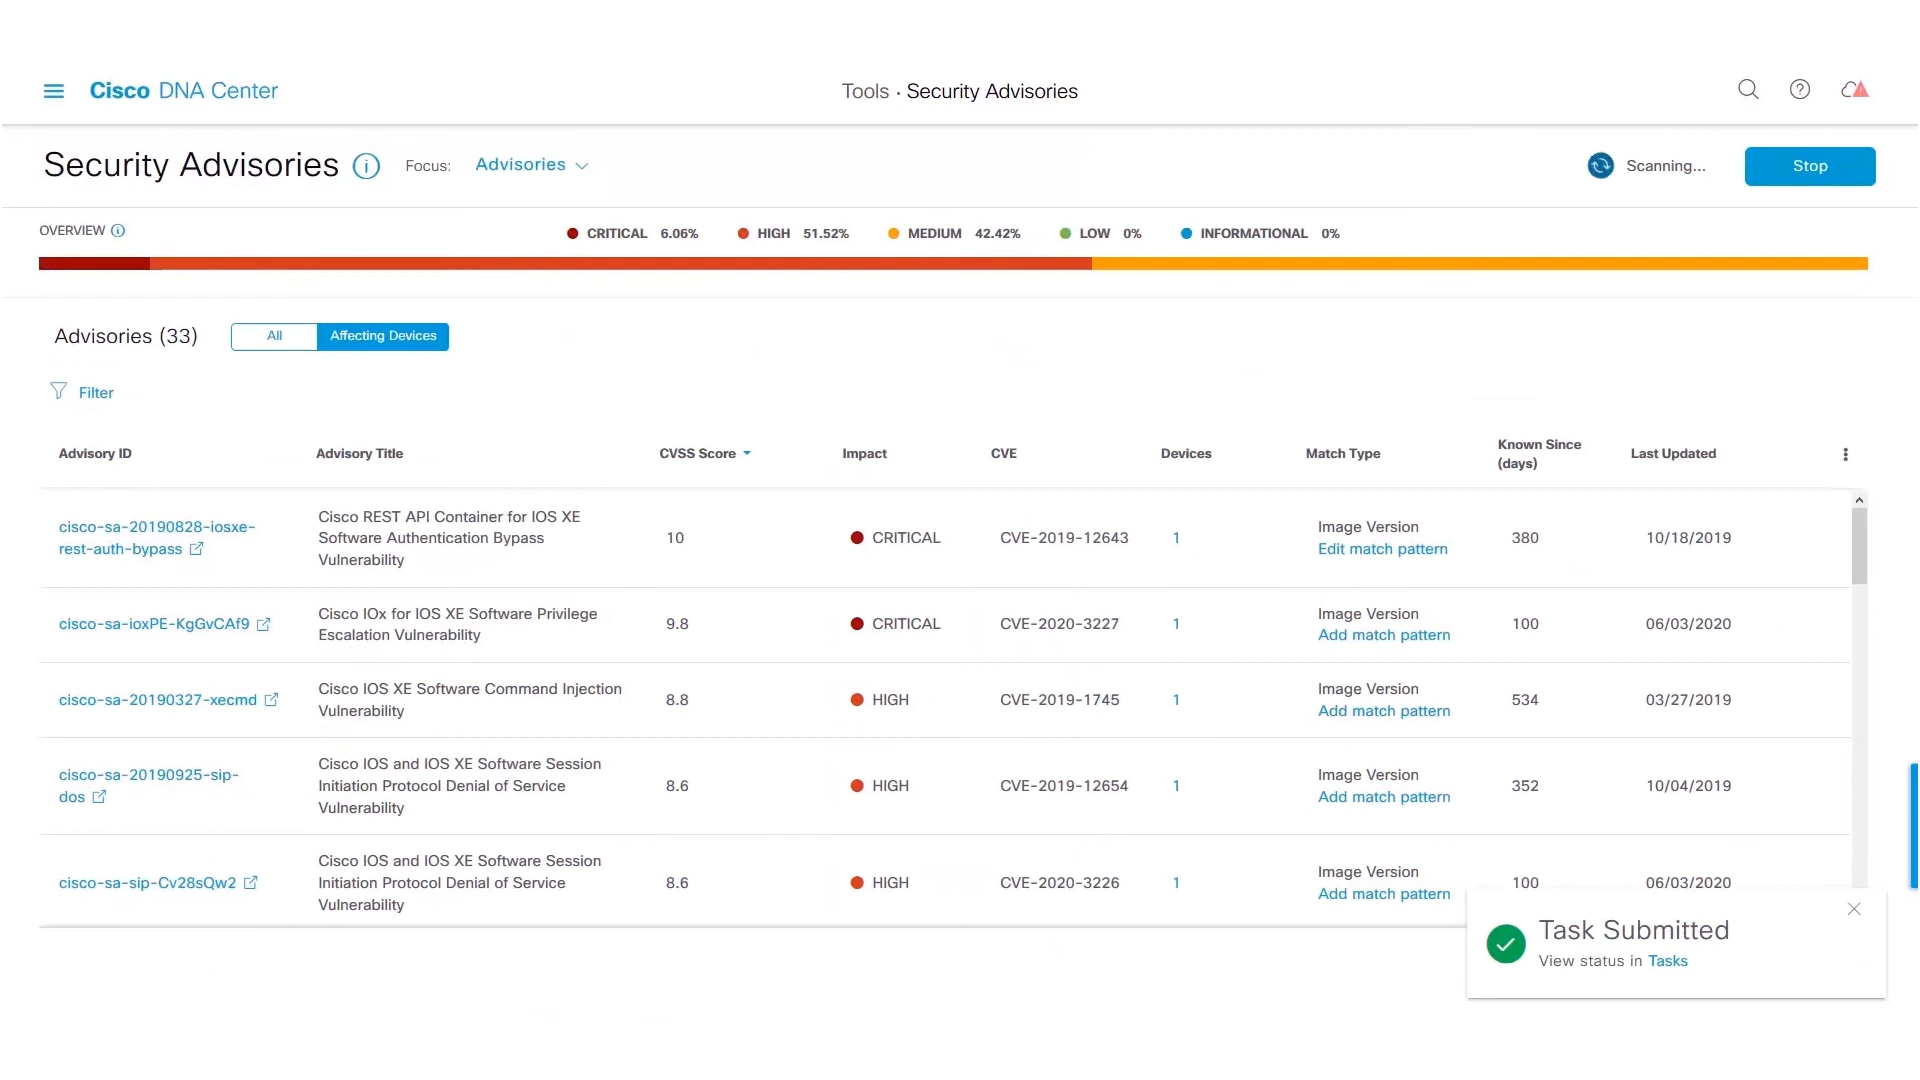 Cisco DNA Center
Tools · Security Advisories
Security Advisories
Focus: Advisories
Scanning...
Stop
OVERVIEW
CRITICAL 6.06% HIGH 51.52% MEDIUM 42.42% LOW 0% INFORMATIONAL 0%
Advisories (33)
All
Affecting Devices
Filter
Advisory ID
Advisory Title
CVSS Score
Impact
CVE
Devices
Match Type
Known Since
(days)
Last Updated
cisco-sa-20190828-iosxe-
rest-auth-bypass
Cisco REST API Container for IOS XE
Software Authentication Bypass
Vulnerability
10
CRITICAL
CVE-2019-12643
1
Image Version
Edit match pattern
380
10/18/2019
cisco-sa-ioxPE-KgGvCAf9
Cisco IOx for IOS XE Software Privilege
Escalation Vulnerability
9.8
CRITICAL
CVE-2020-3227
1
Image Version
Add match pattern
100
06/03/2020
cisco-sa-20190327-xecmd
Cisco IOS XE Software Command Injection
Vulnerability
8.8
HIGH
CVE-2019-1745
1
Image Version
Add match pattern
534
03/27/2019
cisco-sa-20190925-sip-
dos
Cisco IOS and IOS XE Software Session
Initiation Protocol Denial of Service
Vulnerability
8.6
HIGH
CVE-2019-12654
1
Image Version
Add match pattern
352
10/04/2019
cisco-sa-sip-Cv28sQw2
Cisco IOS and IOS XE Software Session
Initiation Protocol Denial of Service
Vulnerability
8.6
HIGH
CVE-2020-3226
1
Image Version
Add match pattern
100
06/03/2020
Task Submitted
View status in Tasks